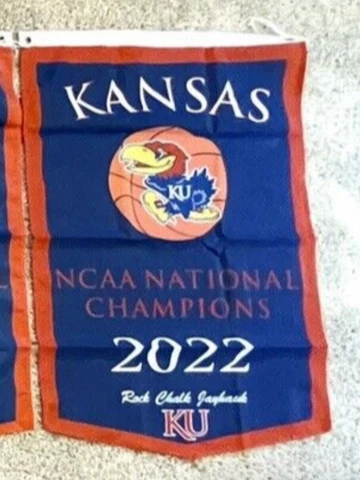 KANSAS
KU
NCAA NATIONAL
CHAMPIONS
2022
Rock Chalk Jayhawk
KU